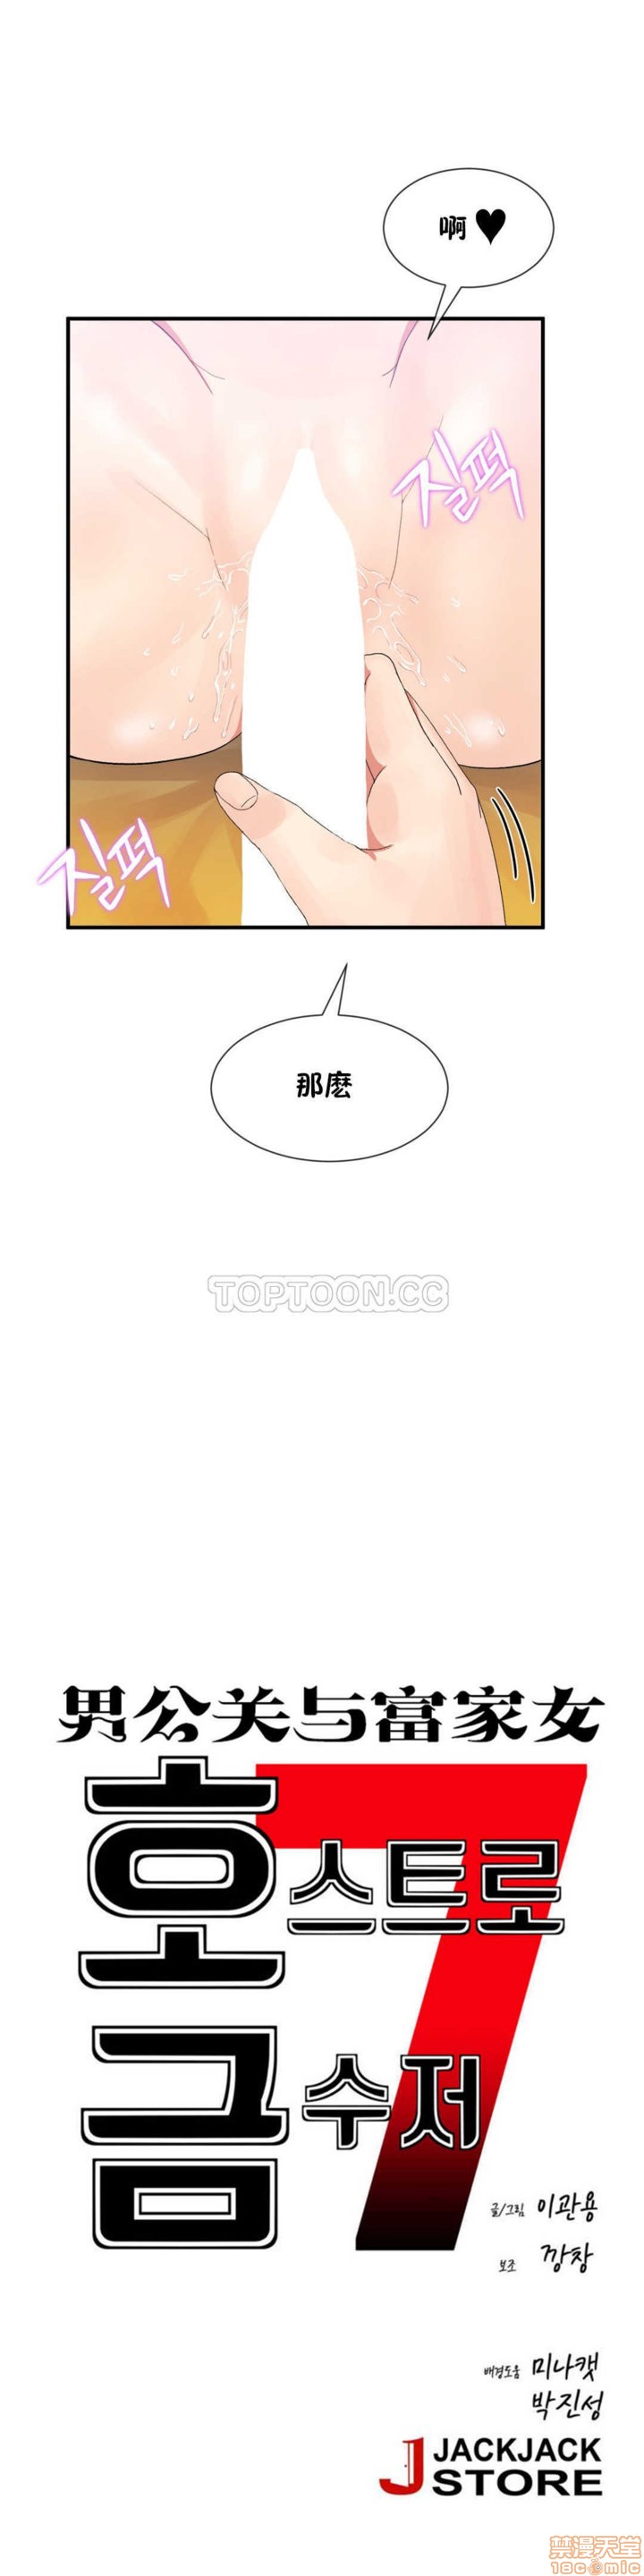 啊 ♥
질퍽
질퍽
那麽
TOPTOON.CC
男公关与富家女
호스트로
금수저
7
글/그림 이관용
보조 깡창
배경도움 미나캣
박진성
JACKJACK
STORE
禁漫天堂
18comic